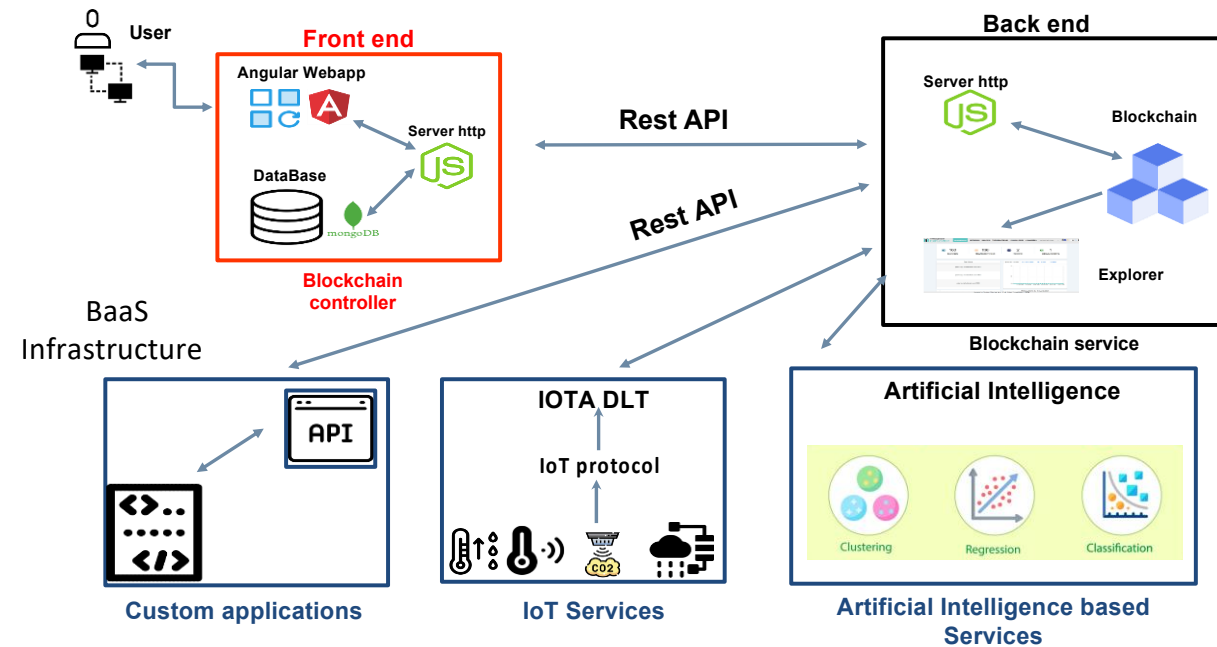 User
Front end
Angular Webapp
Server http
JS
DataBase
mongoDB
Blockchain
controller
Rest API
Rest API
Back end
Server http
JS
Blockchain
Explorer
Blockchain service
BaaS
Infrastructure
API
Custom applications
IOTA DLT
IoT protocol
CO2
IoT Services
Artificial Intelligence
Clustering
Regression
Classification
Artificial Intelligence based
Services